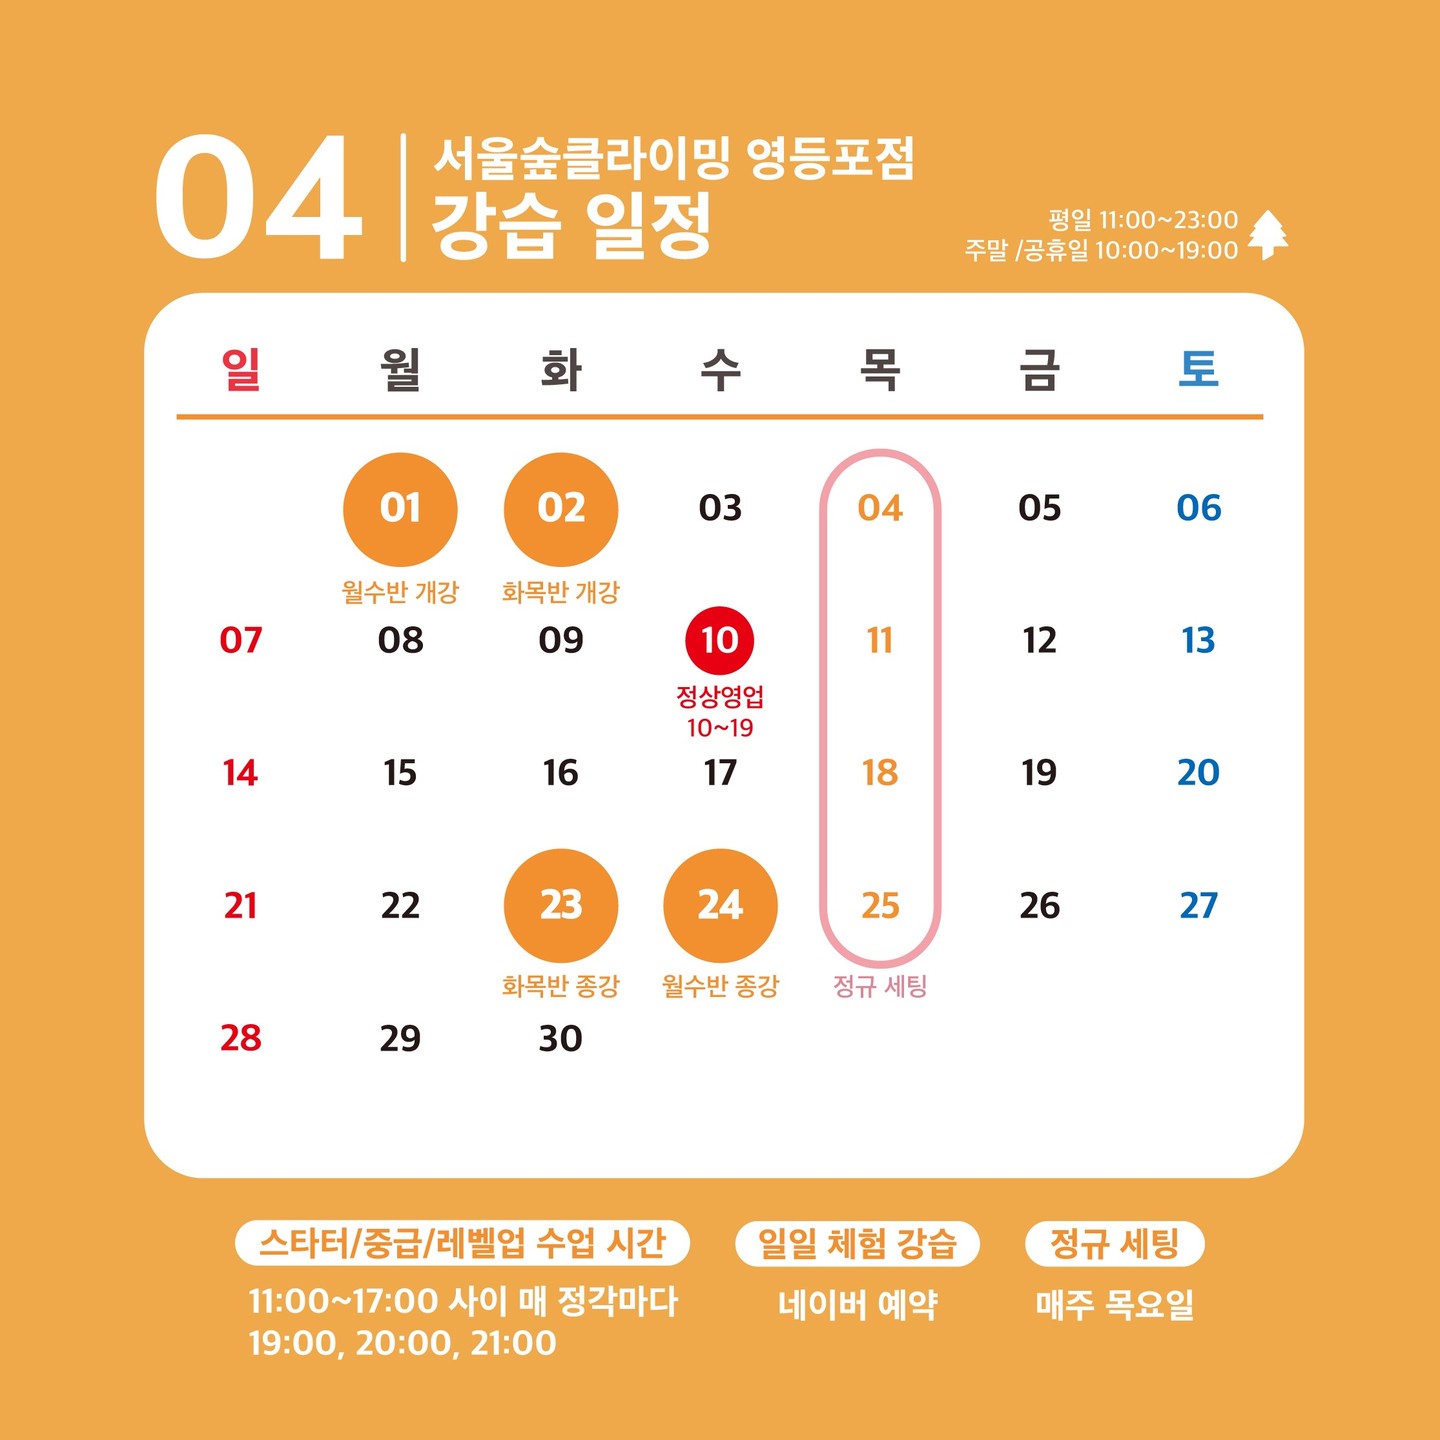 04
서울숲클라이밍 영등포점
강습 일정
평일 11:00~23:00
주말 /공휴일 10:00~19:00
일 월 화 수 목 금 토
01 02 03 04 05 06
월수반 개강 화목반 개강
07 08 09 10 11 12 13
정상영업
10~19
14 15 16 17 18 19 20
21 22 23 24 25 26 27
화목반 종강 월수반 종강 정규 세팅
28 29 30
스타터/중급/레벨업 수업 시간
11:00~17:00 사이 매 정각마다
19:00, 20:00, 21:00
일일 체험 강습
네이버 예약
정규 세팅
매주 목요일